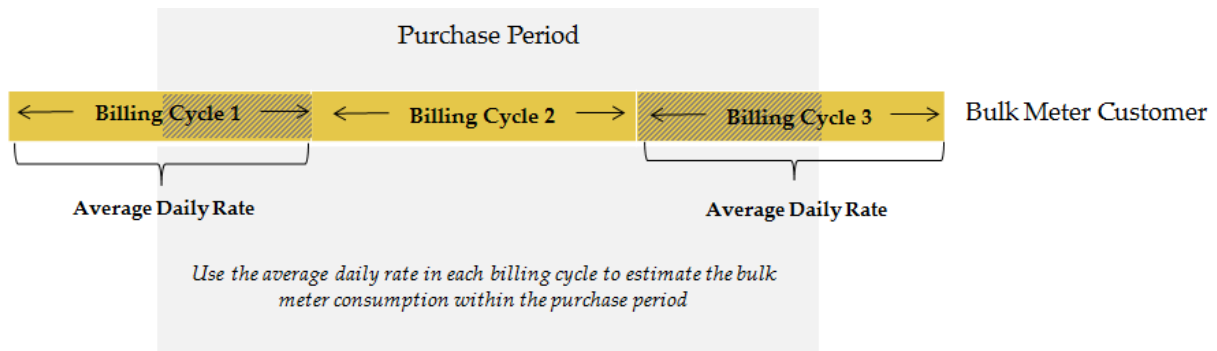 Purchase Period
Billing Cycle 1
Billing Cycle 2
Billing Cycle 3
Bulk Meter Customer
Average Daily Rate
Average Daily Rate
Use the average daily rate in each billing cycle to estimate the bulk
meter consumption within the purchase period